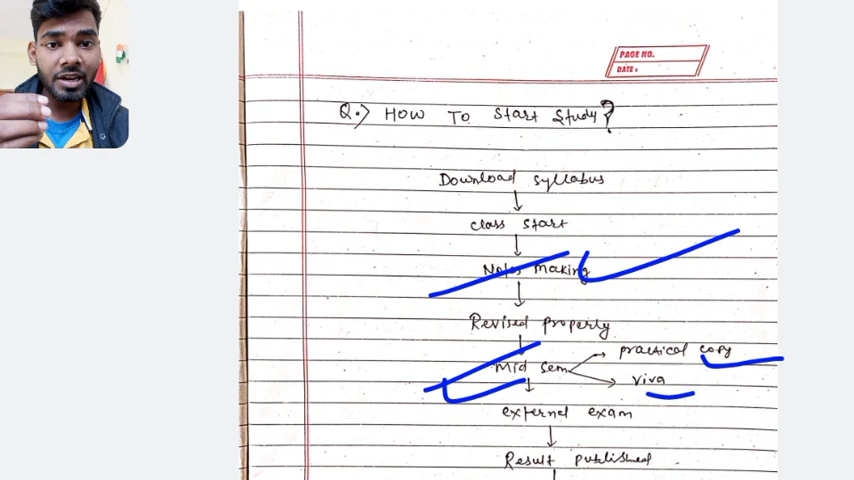 PAGE NO.
DATE :
Q.> HOW TO Start Study?
Download syllabus
class start
Notes making
Revised properly
Mid sem
practical copy
viva
external exam
Result published